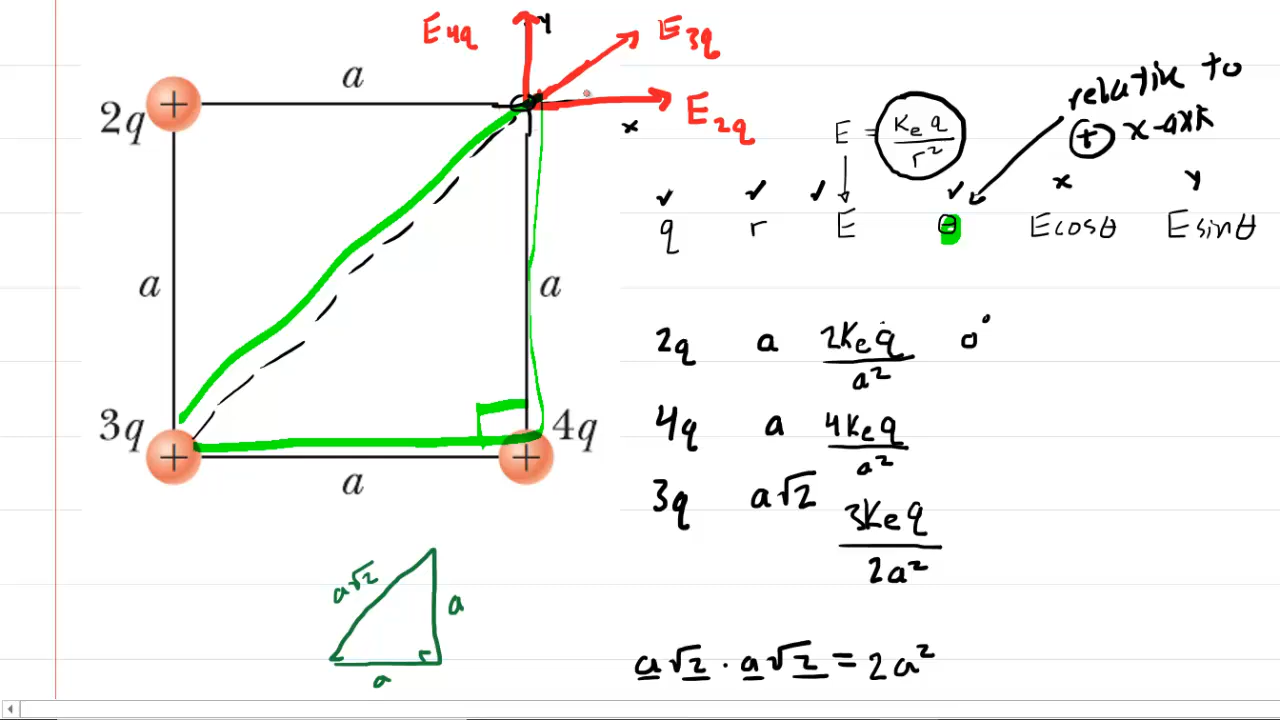 E4q
y
E3q
a
2q
E2q
x
E = Ke q / r²
relative to
+ x-axis
q r E θ x Ecosθ y Esinθ
a
a
2q a 2Keq / a² 0°
3q
4q
4q a 4Keq / a²
a
3q a√2 3Keq / 2a²
a√2
a
a
a√2 · a√2 = 2a²